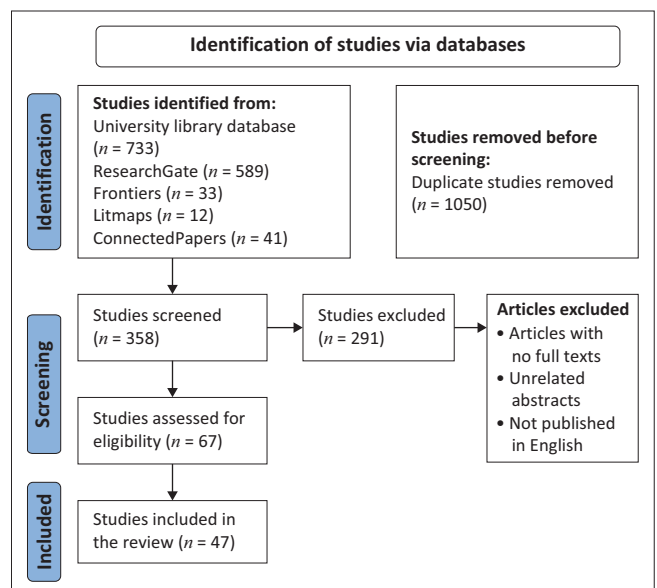 Identification of studies via databases
Identification
Studies identified from:
University library database
(n = 733)
ResearchGate (n = 589)
Frontiers (n = 33)
Litmaps (n = 12)
ConnectedPapers (n = 41)
Studies removed before
screening:
Duplicate studies removed
(n = 1050)
Screening
Studies screened
(n = 358)
Studies excluded
(n = 291)
Articles excluded
• Articles with
no full texts
• Unrelated
abstracts
• Not published
in English
Studies assessed for
eligibility (n = 67)
Included
Studies included in
the review (n = 47)